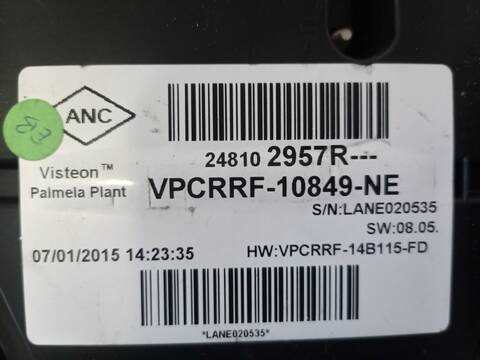 ANC
Visteon™
Palmela Plant
24810 2957R---
VPCRRF-10849-NE
S/N:LANE020535
SW:08.05.
07/01/2015 14:23:35
HW:VPCRRF-14B115-FD
*LANE020535*